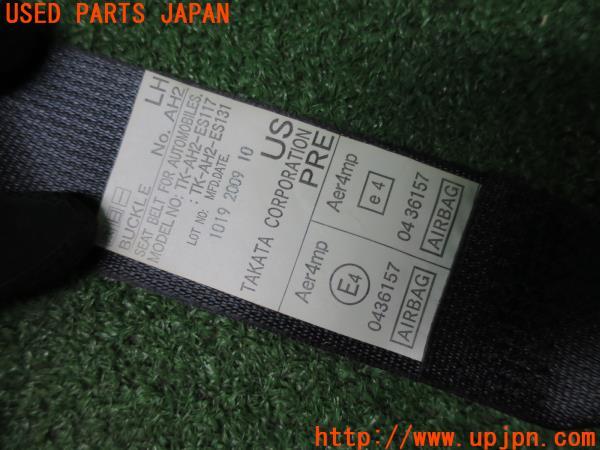 USED PARTS JAPAN
BUCKLE No. AH2 LH
SEAT BELT FOR AUTOMOBILES.
MODEL NO: TK-AH2-ES117
: TK-AH2-ES131
LOT NO: MFD.DATE
1019 2009 10
TAKATA CORPORATION
US
PRE
Aer4mp
e4
0436157
AIRBAG
Aer4mp
E4
0436157
AIRBAG
http://www.upjpn.com/